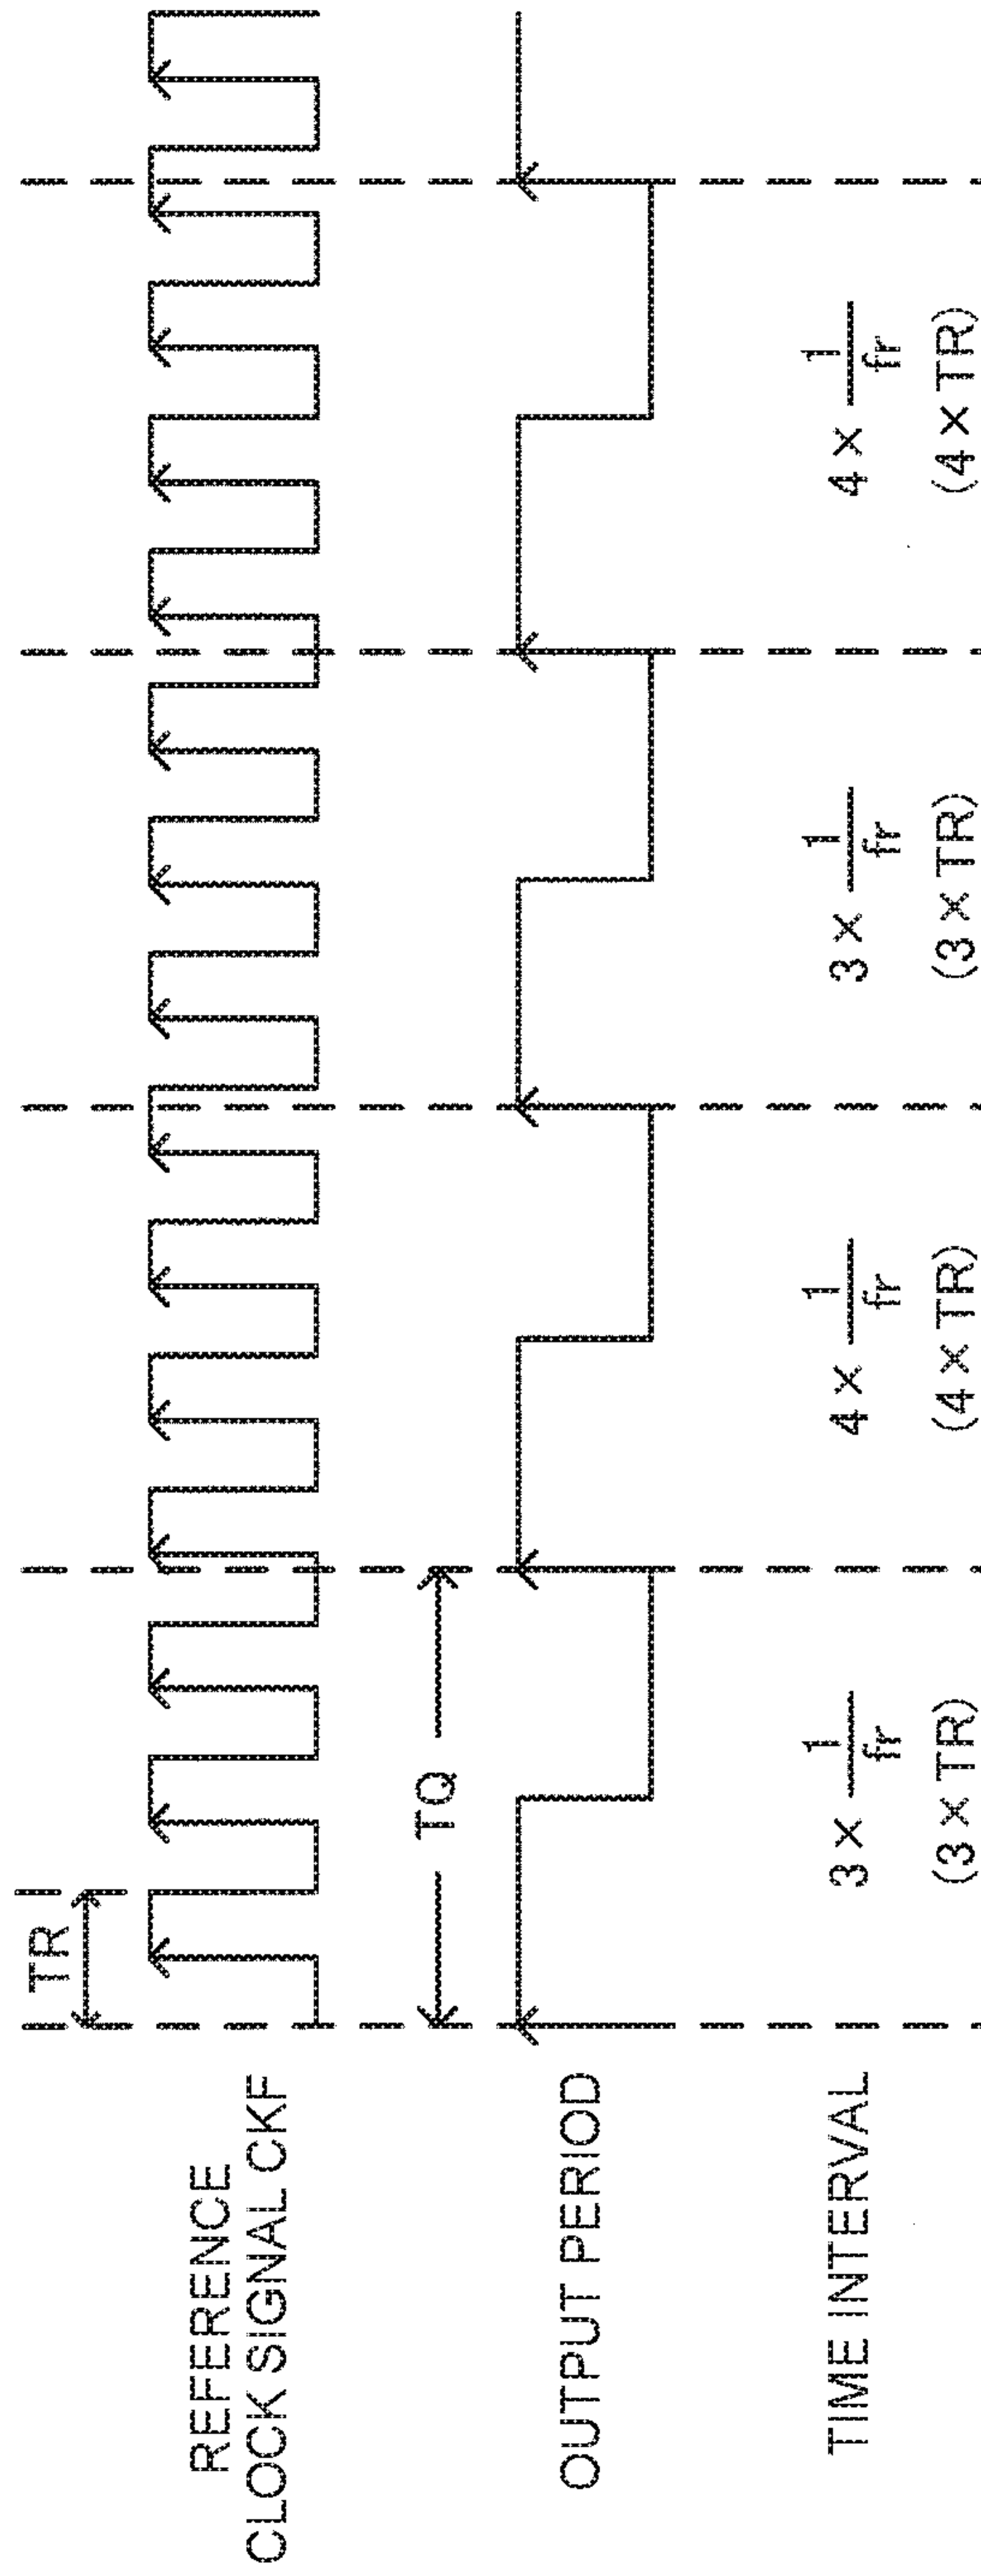 TR
REFERENCE
CLOCK SIGNAL CKF
TQ
OUTPUT PERIOD
TIME INTERVAL
3 × 1/fr
(3 × TR)
4 × 1/fr
(4 × TR)
3 × 1/fr
(3 × TR)
4 × 1/fr
(4 × TR)